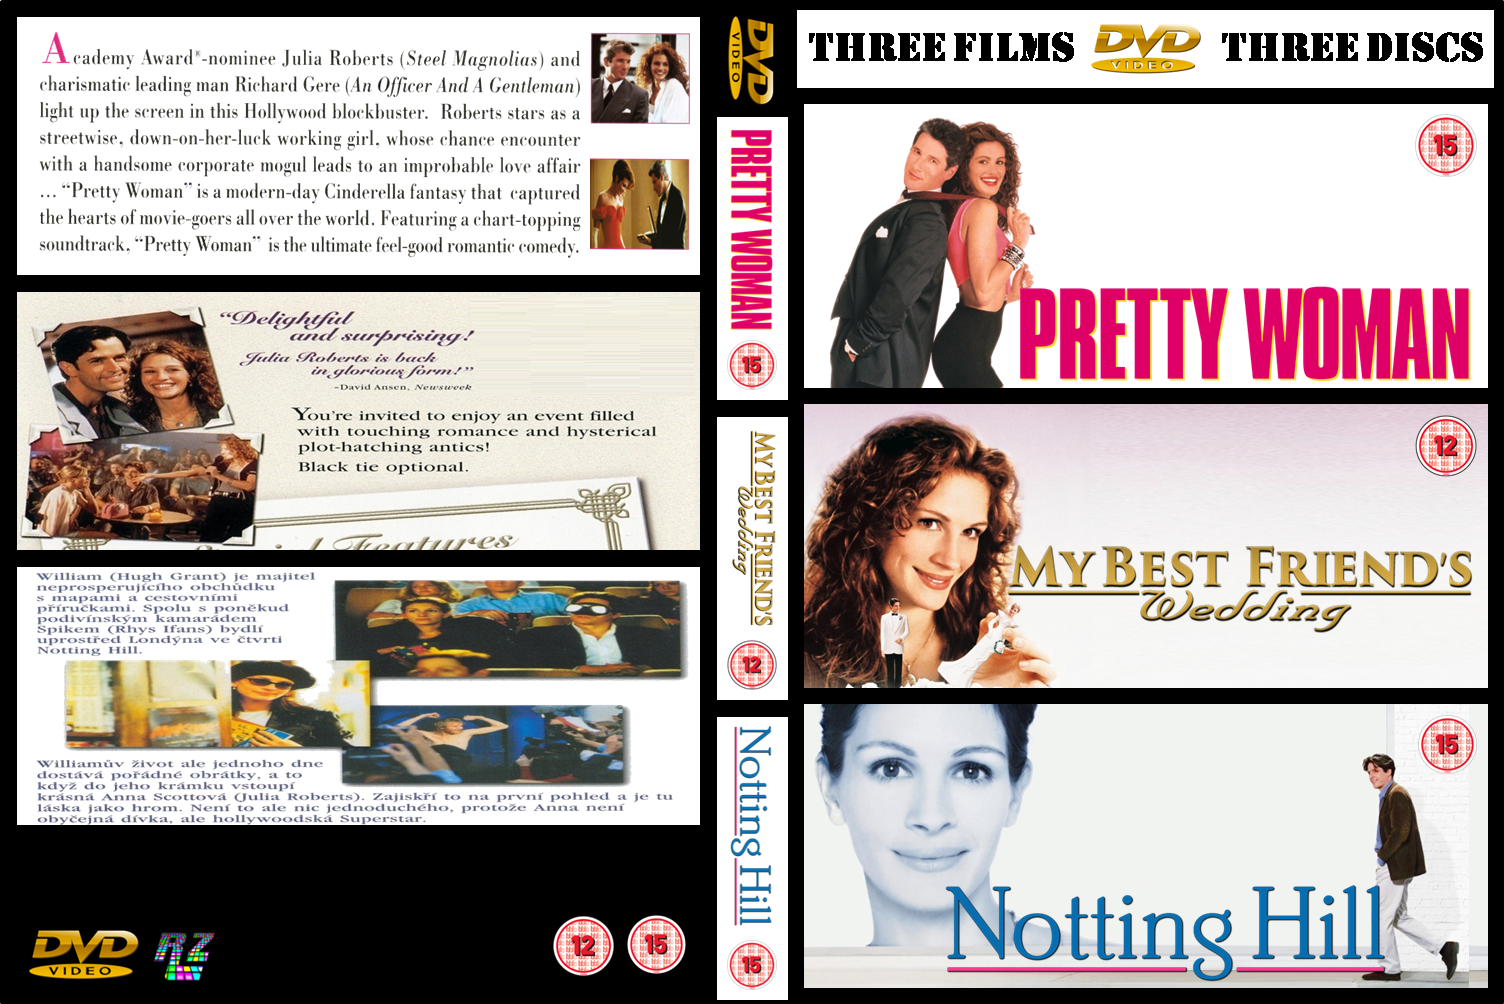 Academy Award®-nominee Julia Roberts (Steel Magnolias) and
charismatic leading man Richard Gere (An Officer And A Gentleman)
light up the screen in this Hollywood blockbuster. Roberts stars as a
streetwise, down-on-her-luck working girl, whose chance encounter
with a handsome corporate mogul leads to an improbable love affair
... “Pretty Woman” is a modern-day Cinderella fantasy that captured
the hearts of movie-goers all over the world. Featuring a chart-topping
soundtrack, “Pretty Woman” is the ultimate feel-good romantic comedy.
“Delightful
and surprising!
Julia Roberts is back
in glorious form!”
–David Ansen, Newsweek
You're invited to enjoy an event filled
with touching romance and hysterical
plot-hatching antics!
Black tie optional.
Special Features
William (Hugh Grant) je majitel
neprosperujícího obchůdku
s mapami a cestovními
příručkami. Spolu s poněkud
podivínským kamarádem
Spikem (Rhys Ifans) bydlí
uprostřed Londýna ve čtvrti
Notting Hill.
Williamův život ale jednoho dne
dostává pořádné obrátky, a to
když do jeho krámku vstoupí
krásná Anna Scottová (Julia Roberts). Zajiskří to na první pohled a je tu
láska jako hrom. Není to ale nic jednoduchého, protože Anna není
obyčejná dívka, ale hollywoodská Superstar.
DVD
VIDEO
RZ
12
15
DVD
VIDEO
PRETTY WOMAN
15
MY BEST FRIEND'S
Wedding
12
Notting Hill
15
THREE FILMS
DVD
VIDEO
THREE DISCS
15
PRETTY WOMAN
12
MY BEST FRIEND'S
Wedding
15
Notting Hill